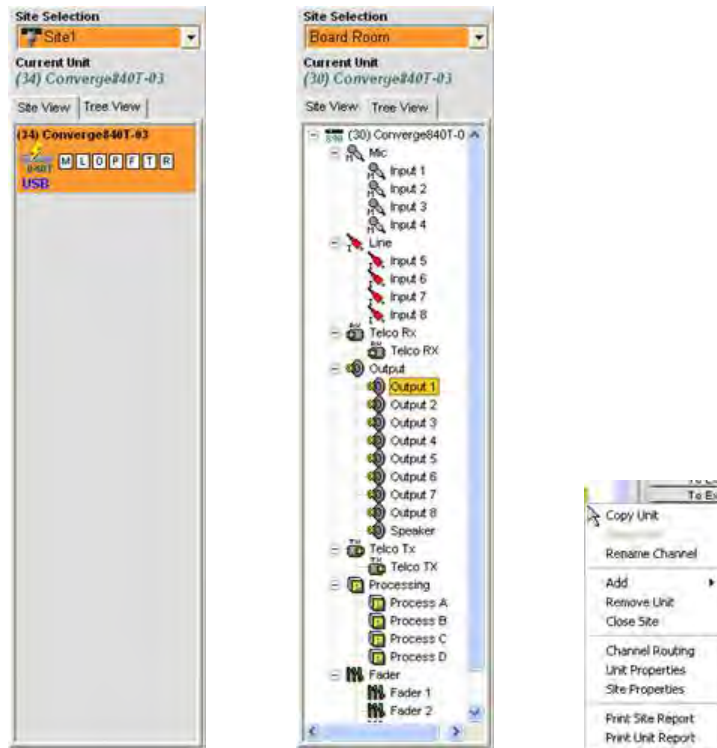 Site Selection
Site1
Current Unit
(34) Converge840T-03
Site View Tree View
(34) Converge840T-03
840T M L O P F T R
USB
Site Selection
Board Room
Current Unit
(30) Converge840T-03
Site View Tree View
(30) Converge840T-0
Mic
Input 1
Input 2
Input 3
Input 4
Line
Input 5
Input 6
Input 7
Input 8
Telco Rx
Telco RX
Output
Output 1
Output 2
Output 3
Output 4
Output 5
Output 6
Output 7
Output 8
Speaker
Telco Tx
Telco TX
Processing
Process A
Process B
Process C
Process D
Fader
Fader 1
Fader 2
To Ex
Copy Unit
Rename Channel
Add
Remove Unit
Close Site
Channel Routing
Unit Properties
Site Properties
Print Site Report
Print Unit Report